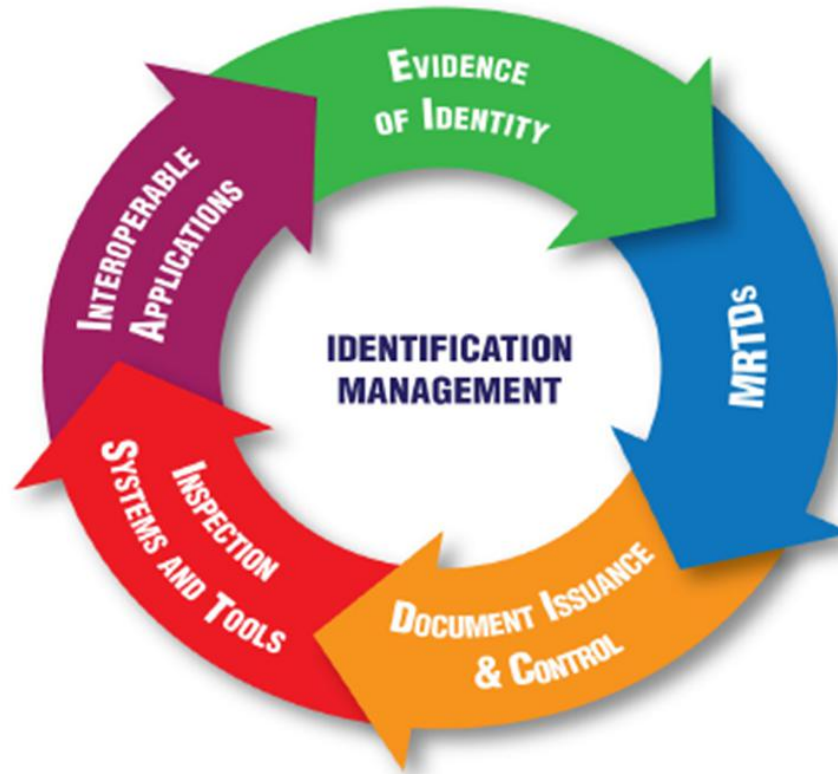 EVIDENCE
OF IDENTITY
MRTDs
DOCUMENT ISSUANCE
& CONTROL
INSPECTION
SYSTEMS AND TOOLS
INTEROPERABLE
APPLICATIONS
IDENTIFICATION
MANAGEMENT